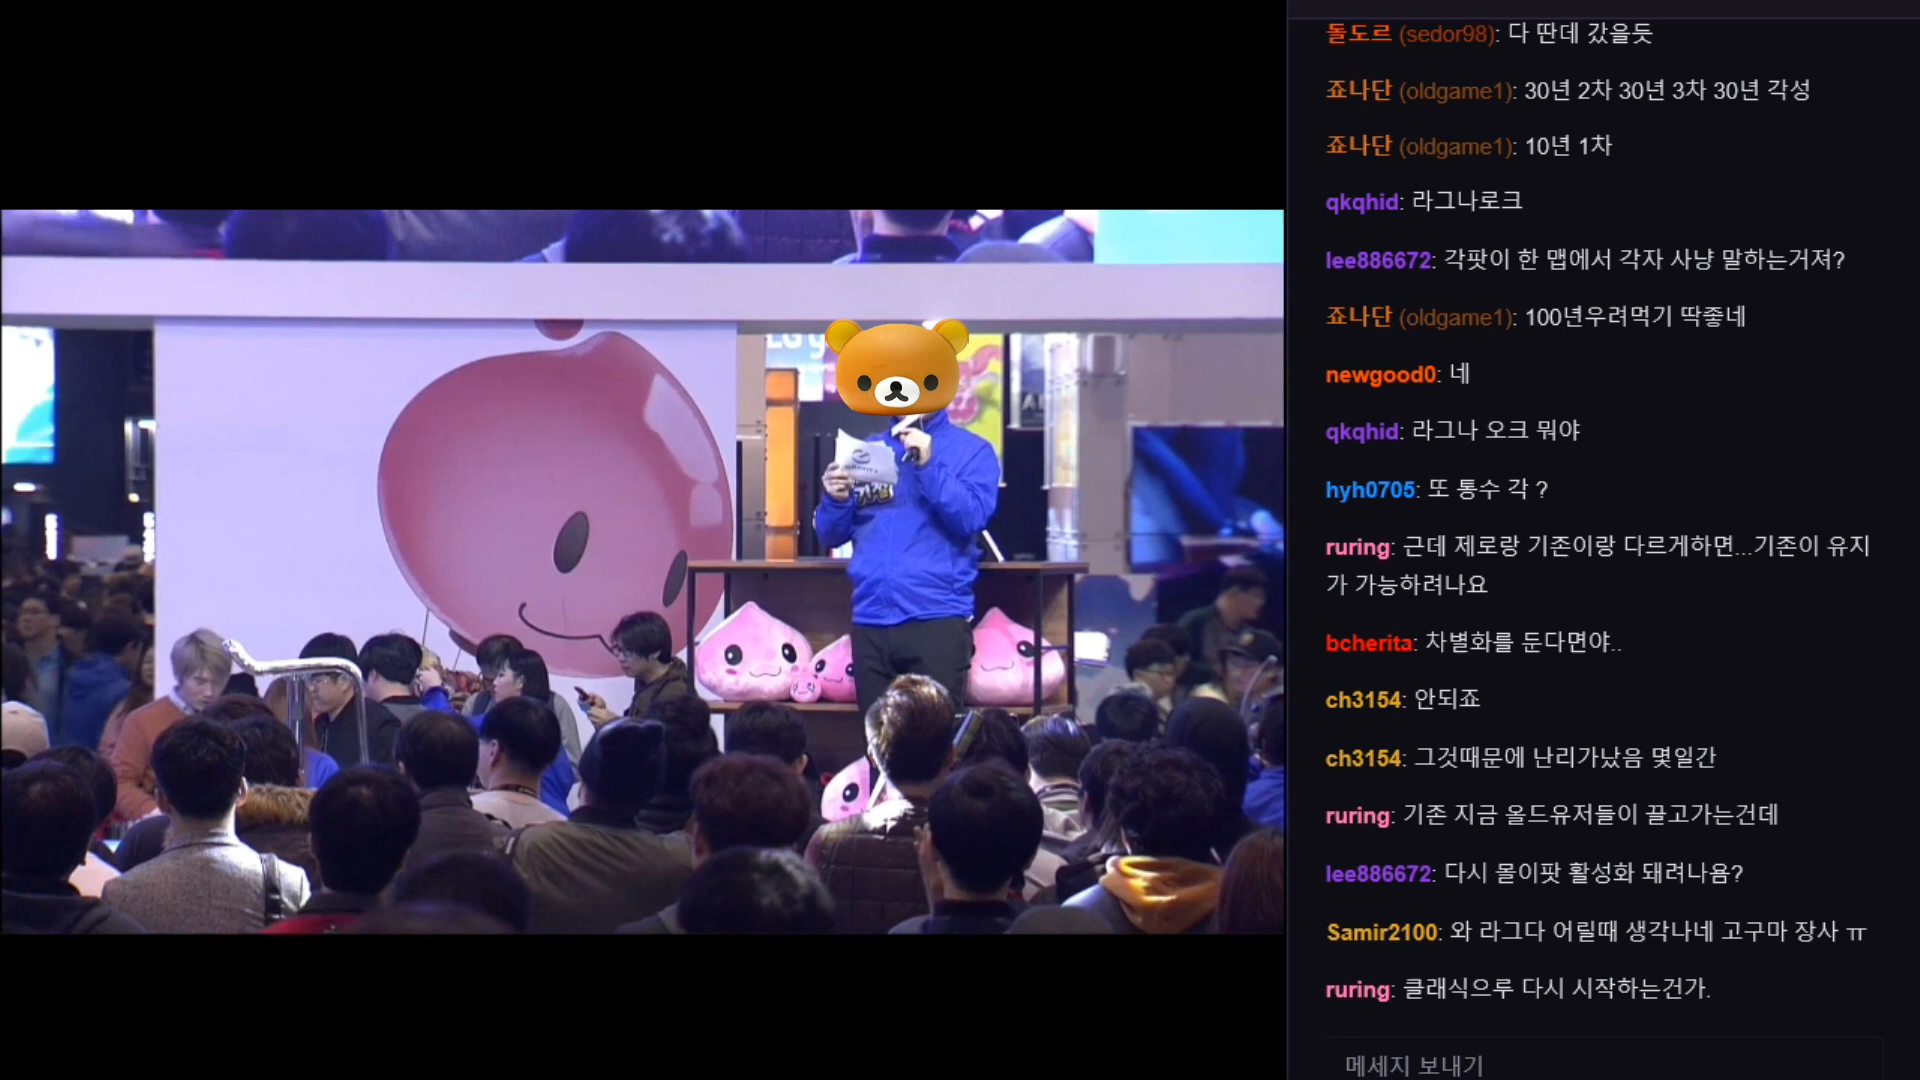 LG
GRAVITY
돌도르 (sedor98): 다 딴데 갔을듯
죠나단 (oldgame1): 30년 2차 30년 3차 30년 각성
죠나단 (oldgame1): 10년 1차
qkqhid: 라그나로크
lee886672: 각팟이 한 맵에서 각자 사냥 말하는거져?
죠나단 (oldgame1): 100년우려먹기 딱좋네
newgood0: 네
qkqhid: 라그나 오크 뭐야
hyh0705: 또 통수 각 ?
ruring: 근데 제로랑 기존이랑 다르게하면...기존이 유지
가 가능하려나요
bcherita: 차별화를 둔다면야..
ch3154: 안되죠
ch3154: 그것때문에 난리가났음 몇일간
ruring: 기존 지금 올드유저들이 끌고가는건데
lee886672: 다시 몰이팟 활성화 돼려나욤?
Samir2100: 와 라그다 어릴때 생각나네 고구마 장사 ㅠ
ruring: 클래식으루 다시 시작하는건가.
메세지 보내기